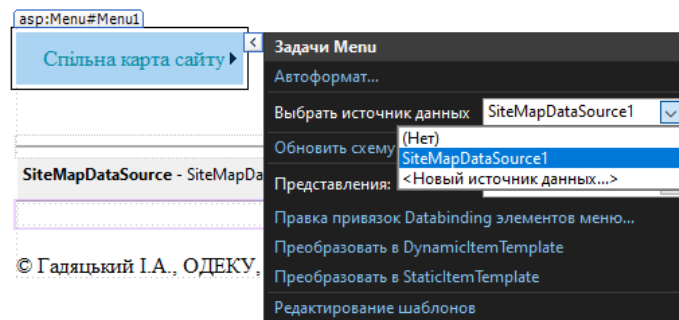 asp:Menu#Menu1
Спільна карта сайту
Задачи Menu
Автоформат...
Выбрать источник данных SiteMapDataSource1
(Нет)
Обновить схему
SiteMapDataSource1
<Новый источник данных...>
SiteMapDataSource - SiteMapDa
Представления:
Правка привязок Databinding элементов меню...
Преобразовать в DynamicItemTemplate
© Гадяцький І.А., ОДЕКУ,
Преобразовать в StaticItemTemplate
Редактирование шаблонов